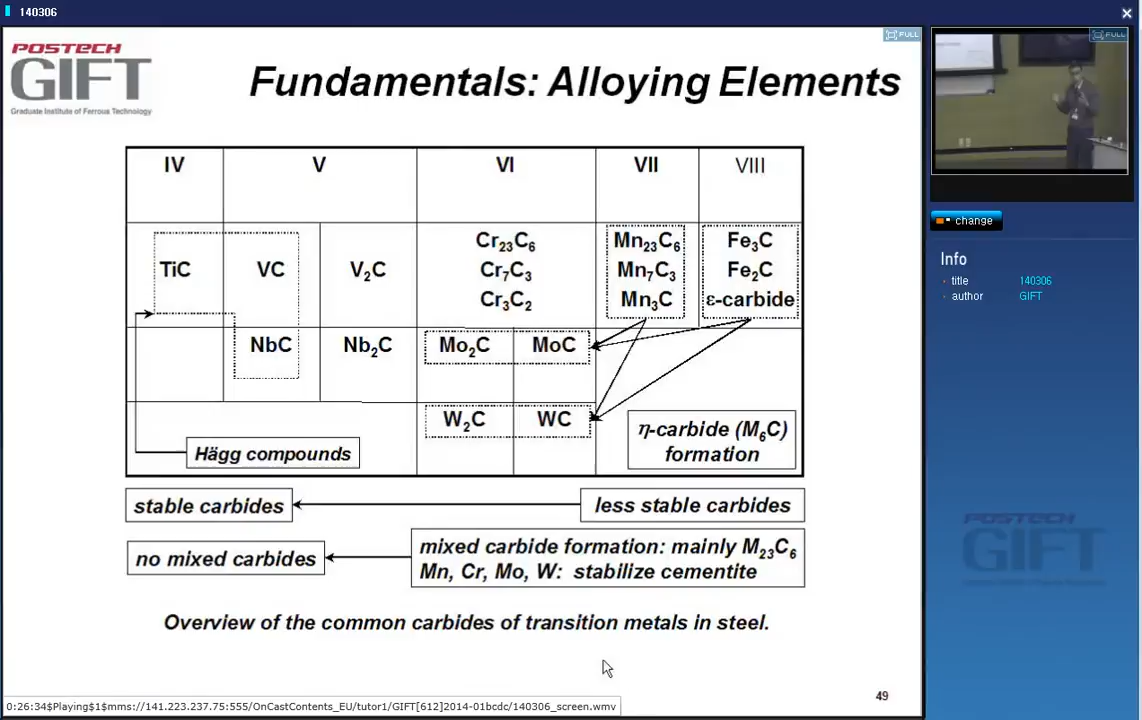 140306
POSTECH
GIFT
Graduate Institute of Ferrous Technology
FULL
Fundamentals: Alloying Elements
IV V VI VII VIII
Cr₂₃C₆ Mn₂₃C₆ Fe₃C
TiC VC V₂C Cr₇C₃ Mn₇C₃ Fe₂C
Cr₃C₂ Mn₃C ε-carbide
NbC Nb₂C Mo₂C MoC
W₂C WC
η-carbide (M₆C)
formation
Hägg compounds
stable carbides
less stable carbides
no mixed carbides
mixed carbide formation: mainly M₂₃C₆
Mn, Cr, Mo, W: stabilize cementite
Overview of the common carbides of transition metals in steel.
49
0:26:34$Playing$1$mms://141.223.237.75:555/OnCastContents_EU/tutor1/GIFT[612]2014-01bcdc/140306_screen.wmv
FULL
change
Info
title 140306
author GIFT
POSTECH
GIFT